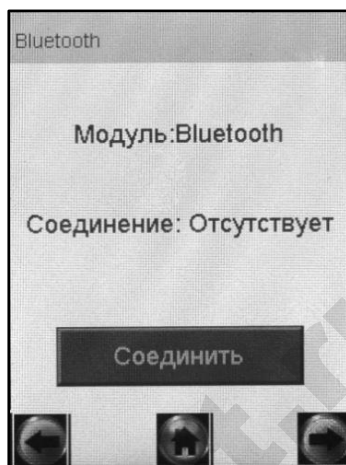 Bluetooth
Модуль:Bluetooth
Соединение: Отсутствует
Соединить